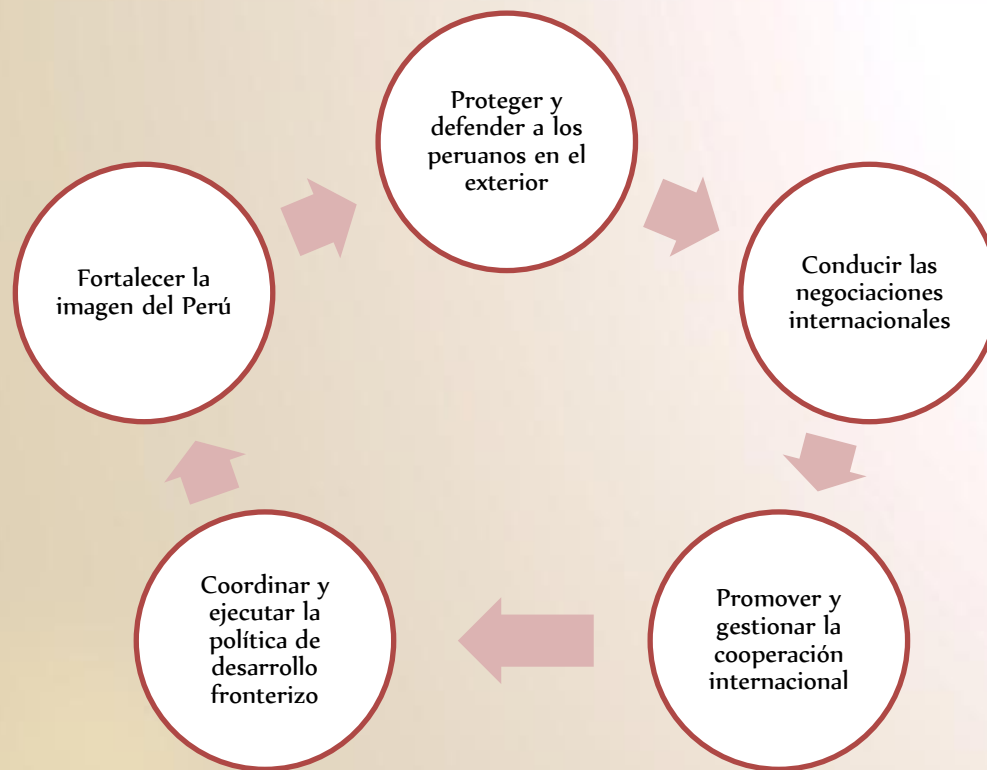 Proteger y
defender a los
peruanos en el
exterior
Conducir las
negociaciones
internacionales
Promover y
gestionar la
cooperación
internacional
Coordinar y
ejecutar la
política de
desarrollo
fronterizo
Fortalecer la
imagen del Perú